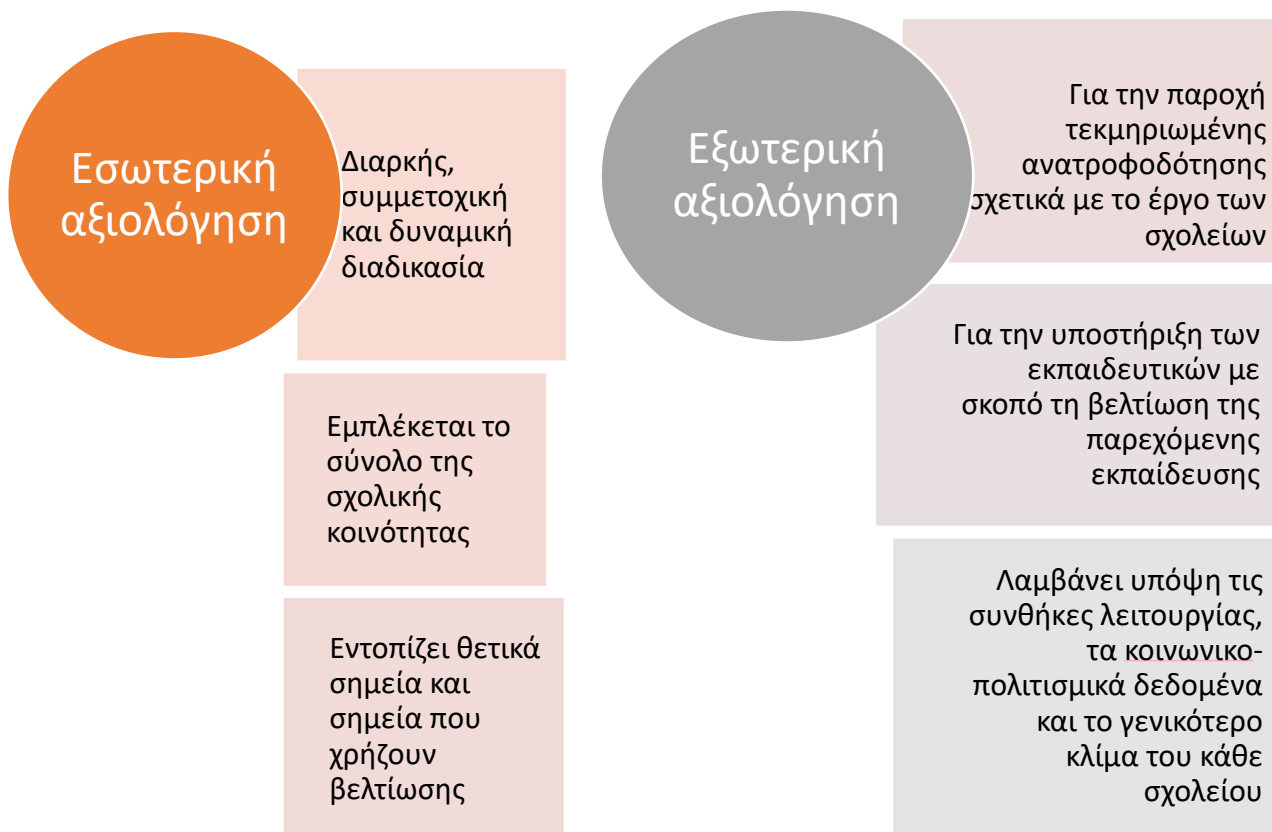 Εσωτερική
αξιολόγηση
Διαρκής,
συμμετοχική
και δυναμική
διαδικασία
Εμπλέκεται το
σύνολο της
σχολικής
κοινότητας
Εντοπίζει θετικά
σημεία και
σημεία που
χρήζουν
βελτίωσης
Εξωτερική
αξιολόγηση
Για την παροχή
τεκμηριωμένης
ανατροφοδότησης
σχετικά με το έργο των
σχολείων
Για την υποστήριξη των
εκπαιδευτικών με
σκοπό τη βελτίωση της
παρεχόμενης
εκπαίδευσης
Λαμβάνει υπόψη τις
συνθήκες λειτουργίας,
τα κοινωνικο-
πολιτισμικά δεδομένα
και το γενικότερο
κλίμα του κάθε
σχολείου